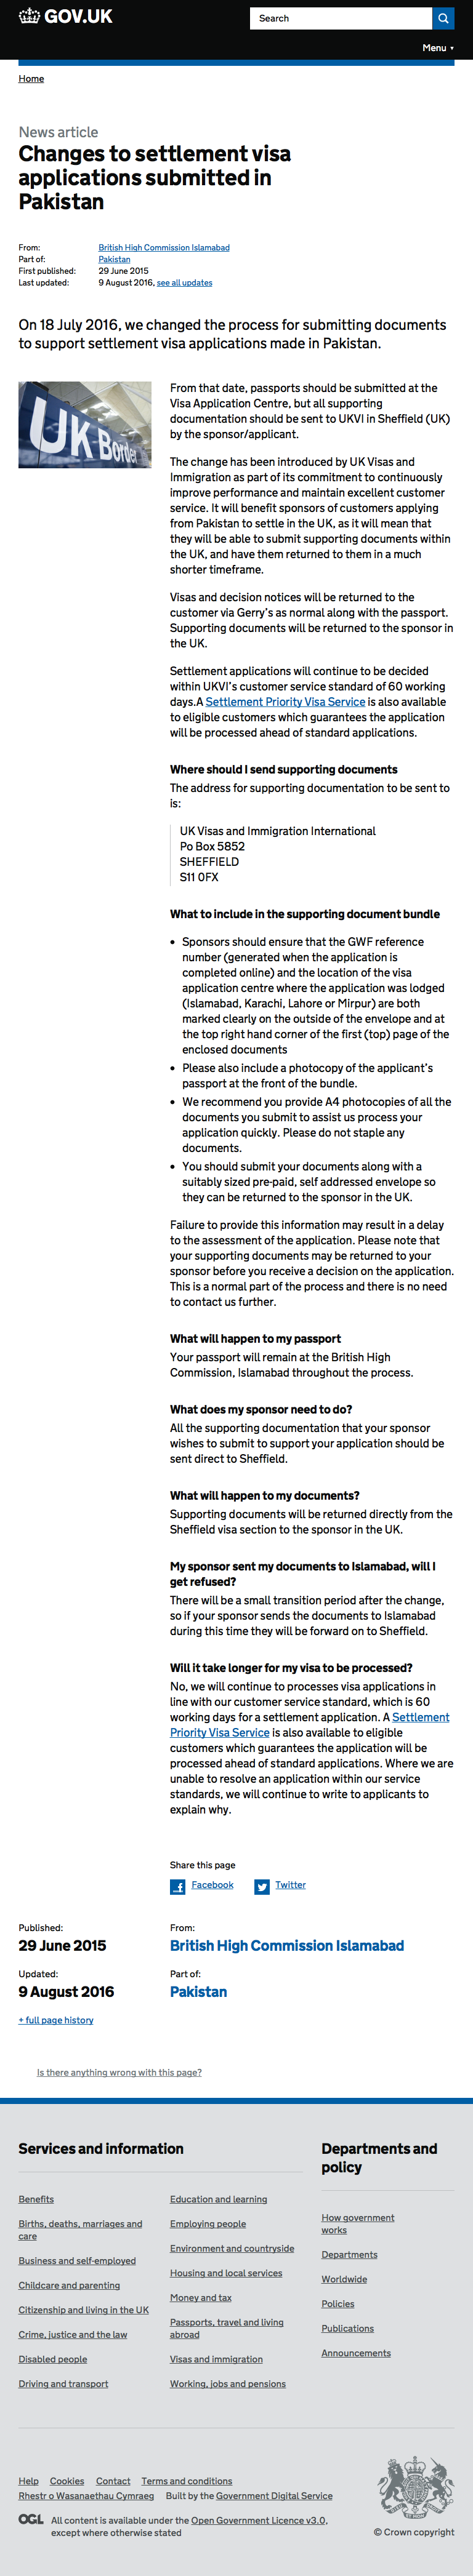 GOV.UK
Search
Menu ▼
Home
News article
Changes to settlement visa
applications submitted in
Pakistan
From: British High Commission Islamabad
Part of: Pakistan
First published: 29 June 2015
Last updated: 9 August 2016, see all updates
On 18 July 2016, we changed the process for submitting documents
to support settlement visa applications made in Pakistan.
UK Border
From that date, passports should be submitted at the
Visa Application Centre, but all supporting
documentation should be sent to UKVI in Sheffield (UK)
by the sponsor/applicant.
The change has been introduced by UK Visas and
Immigration as part of its commitment to continuously
improve performance and maintain excellent customer
service. It will benefit sponsors of customers applying
from Pakistan to settle in the UK, as it will mean that
they will be able to submit supporting documents within
the UK, and have them returned to them in a much
shorter timeframe.
Visas and decision notices will be returned to the
customer via Gerry's as normal along with the passport.
Supporting documents will be returned to the sponsor in
the UK.
Settlement applications will continue to be decided
within UKVI's customer service standard of 60 working
days.A Settlement Priority Visa Service is also available
to eligible customers which guarantees the application
will be processed ahead of standard applications.
Where should I send supporting documents
The address for supporting documentation to be sent to
is:
UK Visas and Immigration International
Po Box 5852
SHEFFIELD
S11 0FX
What to include in the supporting document bundle
• Sponsors should ensure that the GWF reference
number (generated when the application is
completed online) and the location of the visa
application centre where the application was lodged
(Islamabad, Karachi, Lahore or Mirpur) are both
marked clearly on the outside of the envelope and at
the top right hand corner of the first (top) page of the
enclosed documents
• Please also include a photocopy of the applicant's
passport at the front of the bundle.
• We recommend you provide A4 photocopies of all the
documents you submit to assist us process your
application quickly. Please do not staple any
documents.
• You should submit your documents along with a
suitably sized pre-paid, self addressed envelope so
they can be returned to the sponsor in the UK.
Failure to provide this information may result in a delay
to the assessment of the application. Please note that
your supporting documents may be returned to your
sponsor before you receive a decision on the application.
This is a normal part of the process and there is no need
to contact us further.
What will happen to my passport
Your passport will remain at the British High
Commission, Islamabad throughout the process.
What does my sponsor need to do?
All the supporting documentation that your sponsor
wishes to submit to support your application should be
sent direct to Sheffield.
What will happen to my documents?
Supporting documents will be returned directly from the
Sheffield visa section to the sponsor in the UK.
My sponsor sent my documents to Islamabad, will I
get refused?
There will be a small transition period after the change,
so if your sponsor sends the documents to Islamabad
during this time they will be forward on to Sheffield.
Will it take longer for my visa to be processed?
No, we will continue to processes visa applications in
line with our customer service standard, which is 60
working days for a settlement application. A Settlement
Priority Visa Service is also available to eligible
customers which guarantees the application will be
processed ahead of standard applications. Where we are
unable to resolve an application within our service
standards, we will continue to write to applicants to
explain why.
Share this page
Facebook Twitter
Published:
29 June 2015
Updated:
9 August 2016
+ full page history
From:
British High Commission Islamabad
Part of:
Pakistan
Is there anything wrong with this page?
Services and information
Benefits
Births, deaths, marriages and
care
Business and self-employed
Childcare and parenting
Citizenship and living in the UK
Crime, justice and the law
Disabled people
Driving and transport
Education and learning
Employing people
Environment and countryside
Housing and local services
Money and tax
Passports, travel and living
abroad
Visas and immigration
Working, jobs and pensions
Departments and
policy
How government
works
Departments
Worldwide
Policies
Publications
Announcements
Help Cookies Contact Terms and conditions
Rhestr o Wasanaethau Cymraeg Built by the Government Digital Service
OGL All content is available under the Open Government Licence v3.0,
except where otherwise stated
© Crown copyright